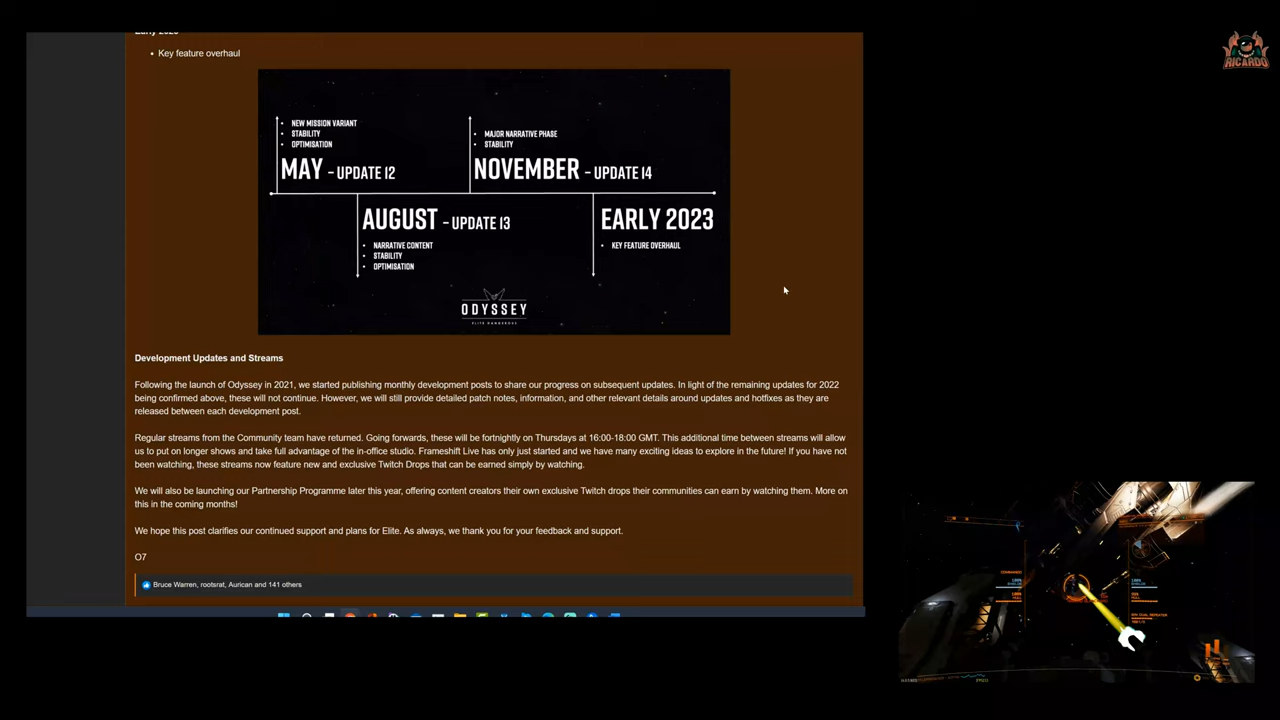 Key feature overhaul
NEW MISSION VARIANT
STABILITY
OPTIMISATION
MAY - UPDATE 12
MAJOR NARRATIVE PHASE
STABILITY
NOVEMBER - UPDATE 14
AUGUST - UPDATE 13
NARRATIVE CONTENT
STABILITY
OPTIMISATION
EARLY 2023
KEY FEATURE OVERHAUL
ODYSSEY
ELITE DANGEROUS
Development Updates and Streams
Following the launch of Odyssey in 2021, we started publishing monthly development posts to share our progress on subsequent updates. In light of the remaining updates for 2022
being confirmed above, these will not continue. However, we will still provide detailed patch notes, information, and other relevant details around updates and hotfixes as they are
released between each development post.
Regular streams from the Community team have returned. Going forwards, these will be fortnightly on Thursdays at 16:00-18:00 GMT. This additional time between streams will allow
us to put on longer shows and take full advantage of the in-office studio. Frameshift Live has only just started and we have many exciting ideas to explore in the future! If you have not
been watching, these streams now feature new and exclusive Twitch Drops that can be earned simply by watching.
We will also be launching our Partnership Programme later this year, offering content creators their own exclusive Twitch drops their communities can earn by watching them. More on
this in the coming months!
We hope this post clarifies our continued support and plans for Elite. As always, we thank you for your feedback and support.
O7
Bruce Warren, rootsrat, Aurican and 141 others
RICARDO